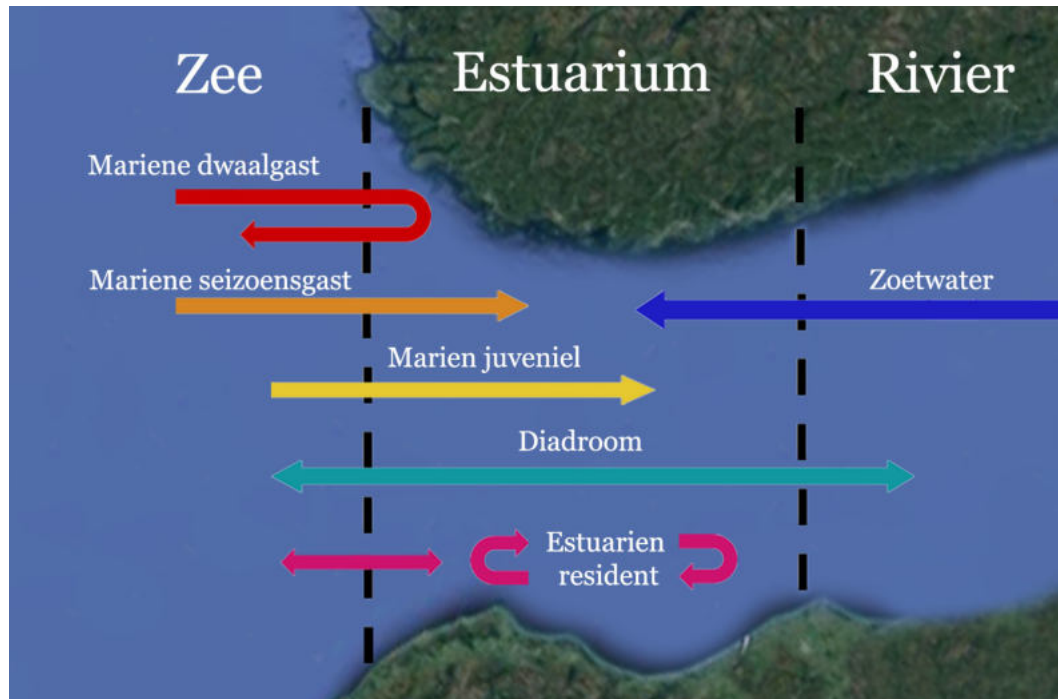 Zee
Estuarium
Rivier
Mariene dwaalgast
Mariene seizoensgast
Zoetwater
Marien juveniel
Diadroom
Estuarien
resident